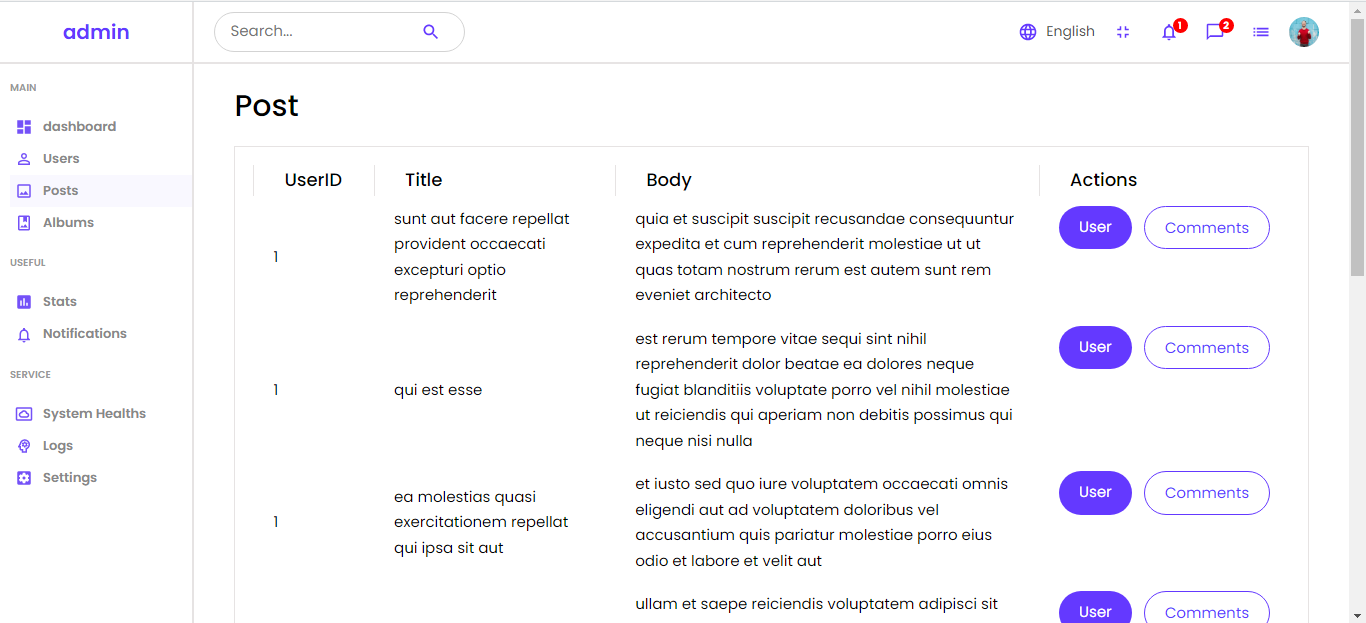 admin
Search...
English
1
2
MAIN
dashboard
Users
Posts
Albums
USEFUL
Stats
Notifications
SERVICE
System Healths
Logs
Settings
Post
UserID Title Body Actions
1
sunt aut facere repellat
provident occaecati
excepturi optio
reprehenderit
quia et suscipit suscipit recusandae consequuntur
expedita et cum reprehenderit molestiae ut ut
quas totam nostrum rerum est autem sunt rem
eveniet architecto
User Comments
1
qui est esse
est rerum tempore vitae sequi sint nihil
reprehenderit dolor beatae ea dolores neque
fugiat blanditiis voluptate porro vel nihil molestiae
ut reiciendis qui aperiam non debitis possimus qui
neque nisi nulla
User Comments
1
ea molestias quasi
exercitationem repellat
qui ipsa sit aut
et iusto sed quo iure voluptatem occaecati omnis
eligendi aut ad voluptatem doloribus vel
accusantium quis pariatur molestiae porro eius
odio et labore et velit aut
User Comments
ullam et saepe reiciendis voluptatem adipisci sit
User Comments